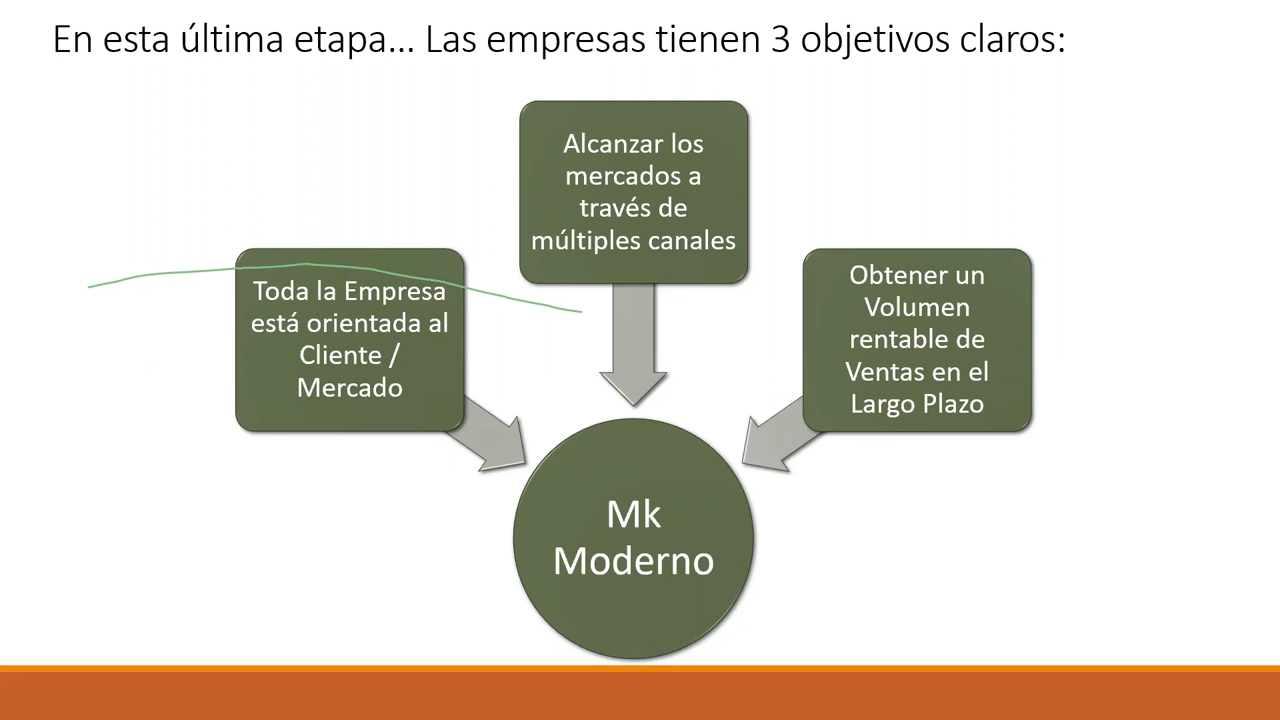 En esta última etapa... Las empresas tienen 3 objetivos claros:
Alcanzar los
mercados a
través de
múltiples canales
Toda la Empresa
está orientada al
Cliente /
Mercado
Obtener un
Volumen
rentable de
Ventas en el
Largo Plazo
Mk
Moderno